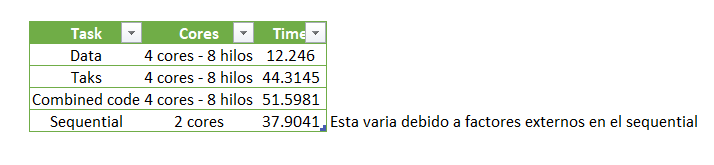 Task Cores Time
Data 4 cores - 8 hilos 12.246
Taks 4 cores - 8 hilos 44.3145
Combined code 4 cores - 8 hilos 51.5981
Sequential 2 cores 37.9041 Esta varia debido a factores externos en el sequential